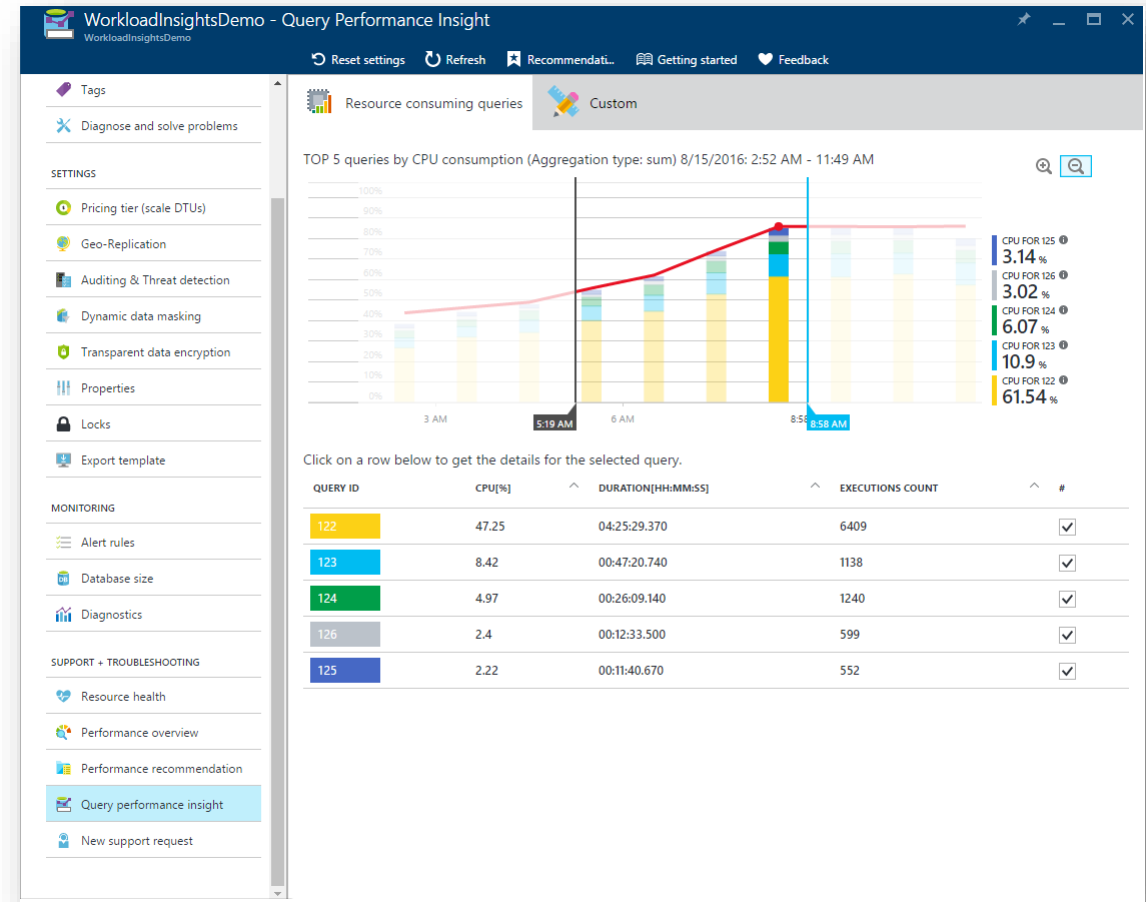 WorkloadInsightsDemo - Query Performance Insight
WorkloadInsightsDemo
Reset settings Refresh Recommendati... Getting started Feedback
Tags
Diagnose and solve problems
SETTINGS
Pricing tier (scale DTUs)
Geo-Replication
Auditing & Threat detection
Dynamic data masking
Transparent data encryption
Properties
Locks
Export template
MONITORING
Alert rules
Database size
Diagnostics
SUPPORT + TROUBLESHOOTING
Resource health
Performance overview
Performance recommendation
Query performance insight
New support request
Resource consuming queries Custom
TOP 5 queries by CPU consumption (Aggregation type: sum) 8/15/2016: 2:52 AM - 11:49 AM
100%
90%
80%
70%
60%
50%
40%
30%
20%
10%
0%
3 AM 5:19 AM 6 AM 8:58 8:58 AM
CPU FOR 125
3.14 %
CPU FOR 126
3.02 %
CPU FOR 124
6.07 %
CPU FOR 123
10.9 %
CPU FOR 122
61.54 %
Click on a row below to get the details for the selected query.
QUERY ID CPU[%] DURATION[HH:MM:SS] EXECUTIONS COUNT #
122 47.25 04:25:29.370 6409
123 8.42 00:47:20.740 1138
124 4.97 00:26:09.140 1240
126 2.4 00:12:33.500 599
125 2.22 00:11:40.670 552